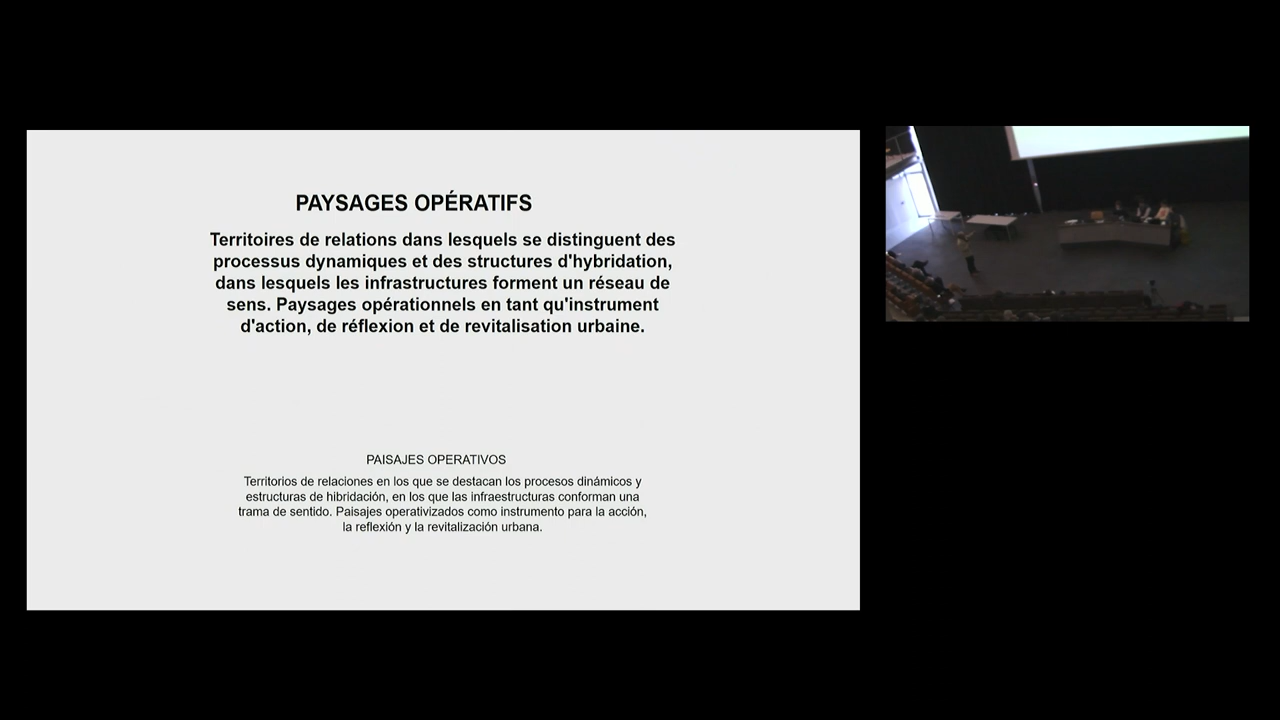 PAYSAGES OPÉRATIFS
Territoires de relations dans lesquels se distinguent des
processus dynamiques et des structures d'hybridation,
dans lesquels les infrastructures forment un réseau de
sens. Paysages opérationnels en tant qu'instrument
d'action, de réflexion et de revitalisation urbaine.
PAISAJES OPERATIVOS
Territorios de relaciones en los que se destacan los procesos dinámicos y
estructuras de hibridación, en los que las infraestructuras conforman una
trama de sentido. Paisajes operativizados como instrumento para la acción,
la reflexión y la revitalización urbana.